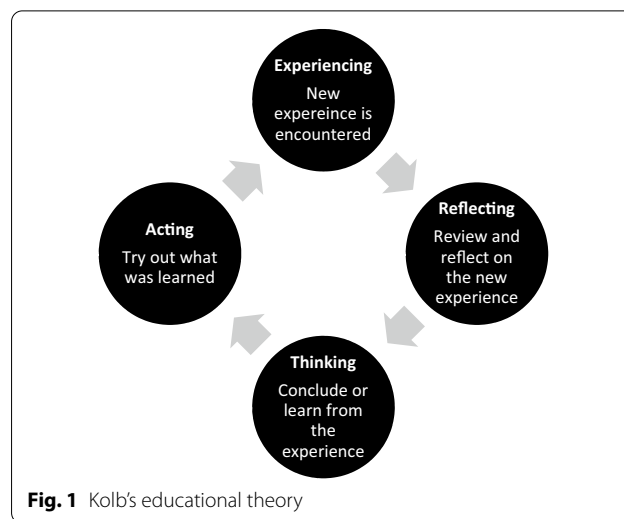 Experiencing
New
expereince is
encountered
Reflecting
Review and
reflect on
the new
experience
Thinking
Conclude or
learn from
the
experience
Acting
Try out what
was learned
Fig. 1 Kolb's educational theory